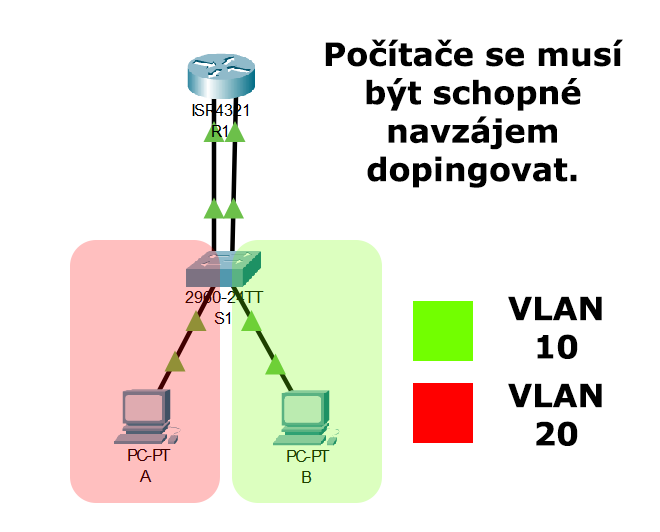 Počítače se musí
být schopné
navzájem
dopingovat.
ISR4321
R1
2960-24TT
S1
PC-PT
A
PC-PT
B
VLAN
10
VLAN
20